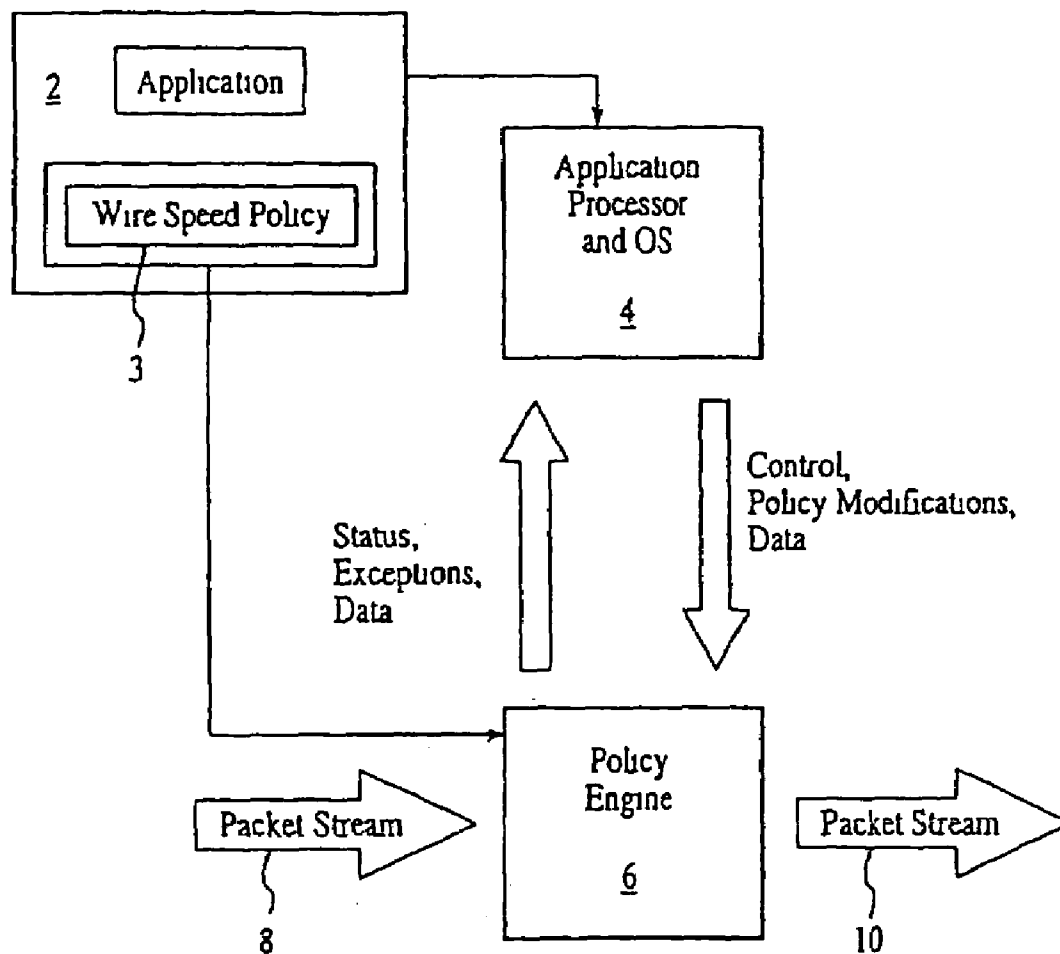 2
Application
Wire Speed Policy
3
Application
Processor
and OS
4
Status,
Exceptions,
Data
Control,
Policy Modifications,
Data
Policy
Engine
6
Packet Stream
8
Packet Stream
10